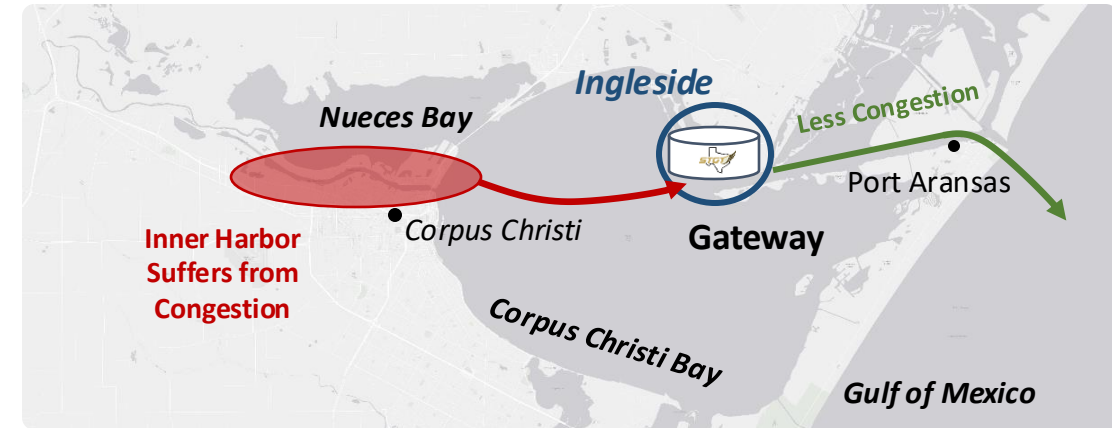 Ingleside
Nueces Bay
Less Congestion
Port Aransas
Corpus Christi
Gateway
Inner Harbor
Suffers from
Congestion
Corpus Christi Bay
Gulf of Mexico